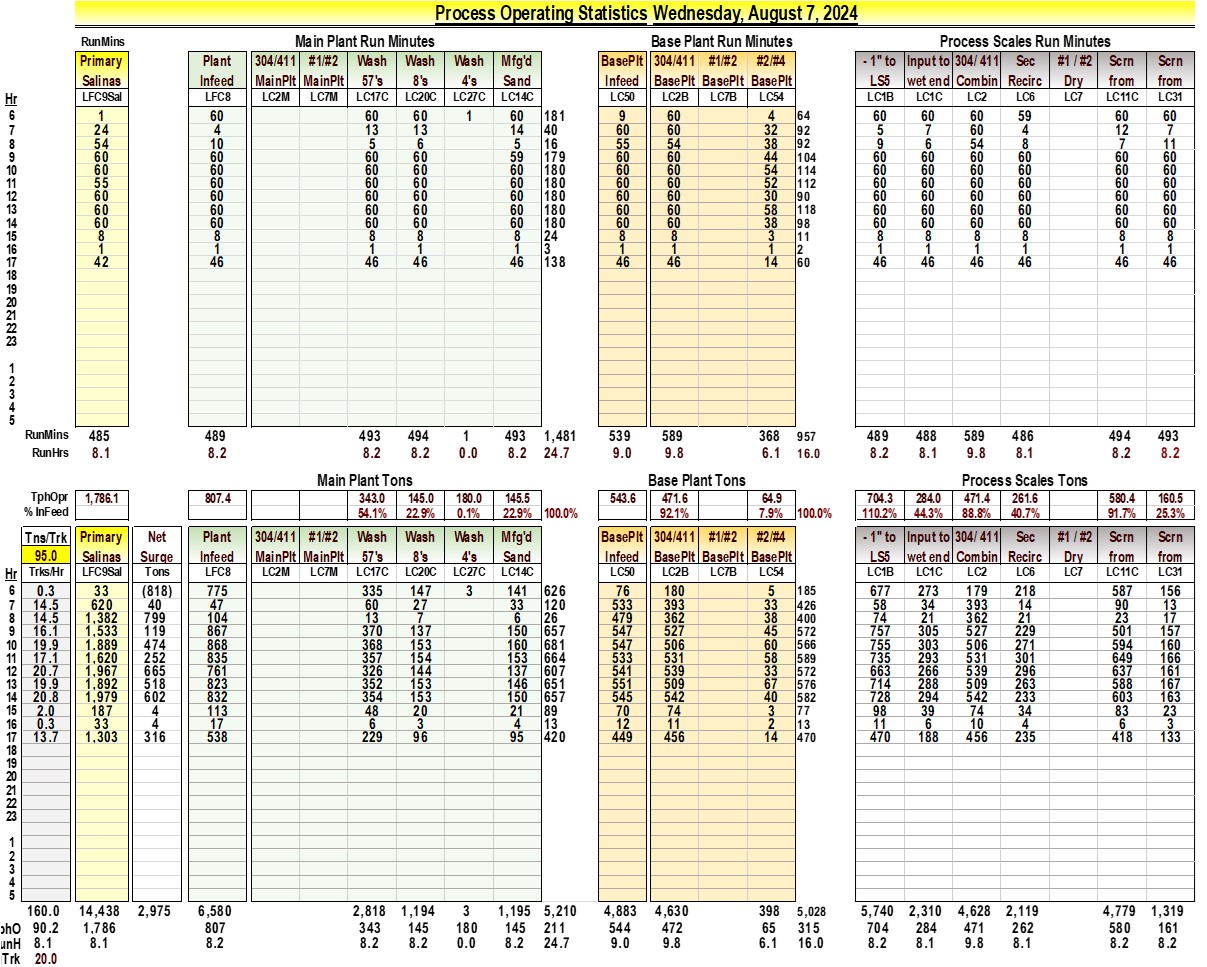 Process Operating Statistics Wednesday, August 7, 2024
RunMins Main Plant Run Minutes Base Plant Run Minutes Process Scales Run Minutes
Primary Plant 304/411 #1/#2 Wash Wash Wash Mfg'd BasePlt 304/411 #1/#2 #2/#4 - 1" to Input to 304/ 411 Sec #1 / #2 Scrn Scrn
Salinas Infeed MainPlt MainPlt 57's 8's 4's Sand Infeed BasePlt BasePlt BasePlt LS5 wet end Combin Recirc Dry from from
Hr LFC9Sal LFC8 LC2M LC7M LC17C LC20C LC27C LC14C LC50 LC2B LC7B LC54 LC1B LC1C LC2 LC6 LC7 LC11C LC31
6 1 60 60 60 1 60 181 9 60 4 64 60 60 60 59 60 60
7 24 4 13 13 14 40 60 60 32 92 5 7 60 4 12 7
8 54 10 5 6 5 16 55 54 38 92 9 6 54 8 7 11
9 60 60 60 60 59 179 60 60 44 104 60 60 60 60 60 60
10 60 60 60 60 60 180 60 60 54 114 60 60 60 60 60 60
11 55 60 60 60 60 180 60 60 52 112 60 60 60 60 60 60
12 60 60 60 60 60 180 60 60 30 90 60 60 60 60 60 60
13 60 60 60 60 60 180 60 60 58 118 60 60 60 60 60 60
14 60 60 60 60 60 180 60 60 38 98 60 60 60 60 60 60
15 8 8 8 8 8 24 8 8 3 11 8 8 8 8 8 8
16 1 1 1 1 1 3 1 1 1 2 1 1 1 1 1 1
17 42 46 46 46 46 138 46 46 14 60 46 46 46 46 46 46
18
19
20
21
22
23
1
2
3
4
5
RunMins 485 489 493 494 1 493 1,481 539 589 368 957 489 488 589 486 494 493
RunHrs 8.1 8.2 8.2 8.2 0.0 8.2 24.7 9.0 9.8 6.1 16.0 8.2 8.1 9.8 8.1 8.2 8.2
Main Plant Tons Base Plant Tons Process Scales Tons
TphOpr 1,786.1 807.4 343.0 145.0 180.0 145.5 543.6 471.6 64.9 704.3 284.0 471.4 261.6 580.4 160.5
% InFeed 54.1% 22.9% 0.1% 22.9% 100.0% 92.1% 7.9% 100.0% 110.2% 44.3% 88.8% 40.7% 91.7% 25.3%
Tns/Trk Primary Net Plant 304/411 #1/#2 Wash Wash Wash Mfg'd BasePlt 304/411 #1/#2 #2/#4 - 1" to Input to 304/ 411 Sec #1 / #2 Scrn Scrn
95.0 Salinas Surge Infeed MainPlt MainPlt 57's 8's 4's Sand Infeed BasePlt BasePlt BasePlt LS5 wet end Combin Recirc Dry from from
Hr Trks/Hr LFC9Sal Tons LFC8 LC2M LC7M LC17C LC20C LC27C LC14C LC50 LC2B LC7B LC54 LC1B LC1C LC2 LC6 LC7 LC11C LC31
6 0.3 33 (818) 775 335 147 3 141 626 76 180 5 185 677 273 179 218 587 156
7 14.5 620 40 47 60 27 33 120 533 393 33 426 58 34 393 14 90 13
8 14.5 1,382 799 104 13 7 6 26 479 362 38 400 74 21 362 21 23 17
9 16.1 1,533 119 867 370 137 150 657 547 527 45 572 757 305 527 229 501 157
10 19.9 1,889 474 868 368 153 160 681 547 506 60 566 755 303 506 271 594 160
11 17.1 1,620 252 835 357 154 153 664 533 531 58 589 735 293 531 301 649 166
12 20.7 1,967 665 761 326 144 137 607 541 539 33 572 663 266 539 296 637 161
13 19.9 1,892 518 823 352 153 146 651 551 509 67 576 714 288 509 263 588 167
14 20.8 1,979 602 832 354 153 150 657 545 542 40 582 728 294 542 233 603 163
15 2.0 187 4 113 48 20 21 89 70 74 3 77 98 39 74 34 83 23
16 0.3 33 4 17 6 3 4 13 12 11 2 13 11 6 10 4 6 3
17 13.7 1,303 316 538 229 96 95 420 449 456 14 470 470 188 456 235 418 133
18
19
20
21
22
23
1
2
3
4
5
160.0 14,438 2,975 6,580 2,818 1,194 3 1,195 5,210 4,883 4,630 398 5,028 5,740 2,310 4,628 2,119 4,779 1,319
phO 90.2 1,786 807 343 145 180 145 211 544 472 65 315 704 284 471 262 580 161
unH 8.1 8.1 8.2 8.2 8.2 0.0 8.2 24.7 9.0 9.8 6.1 16.0 8.2 8.1 9.8 8.1 8.2 8.2
Trk 20.0